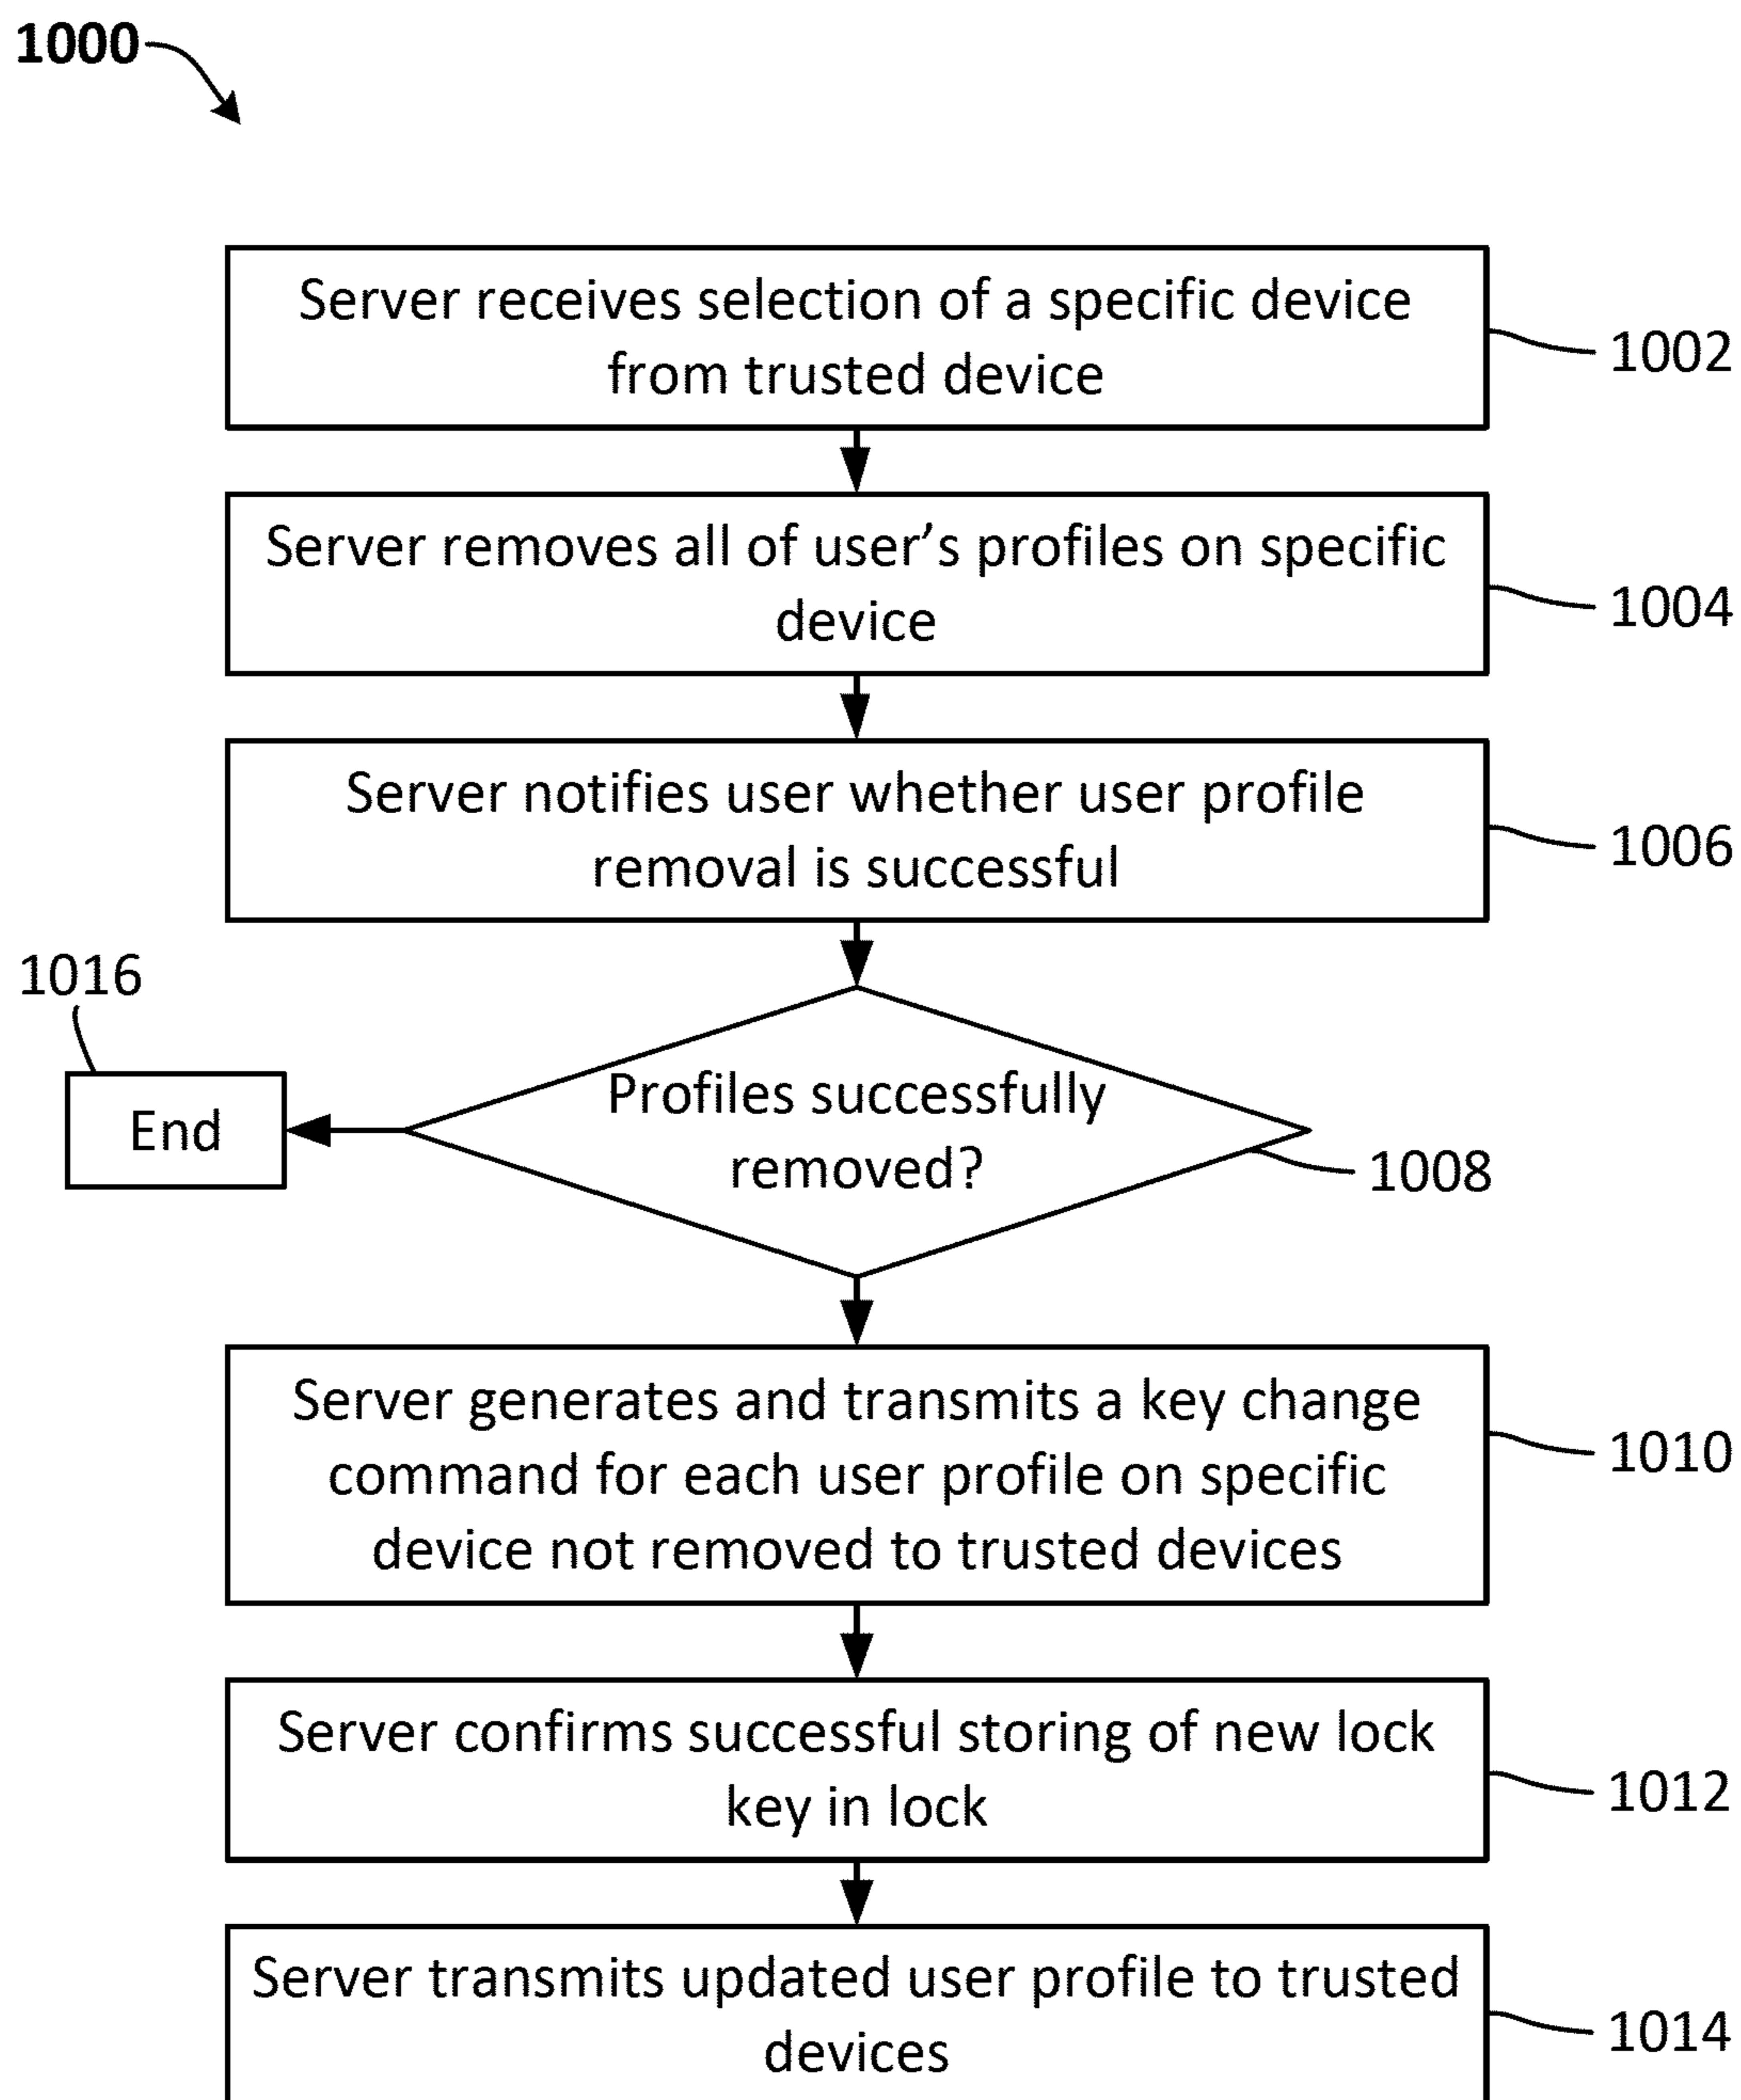 1000
Server receives selection of a specific device
from trusted device
1002
Server removes all of user’s profiles on specific
device
1004
Server notifies user whether user profile
removal is successful
1006
1016
End
Profiles successfully
removed?
1008
Server generates and transmits a key change
command for each user profile on specific
device not removed to trusted devices
1010
Server confirms successful storing of new lock
key in lock
1012
Server transmits updated user profile to trusted
devices
1014